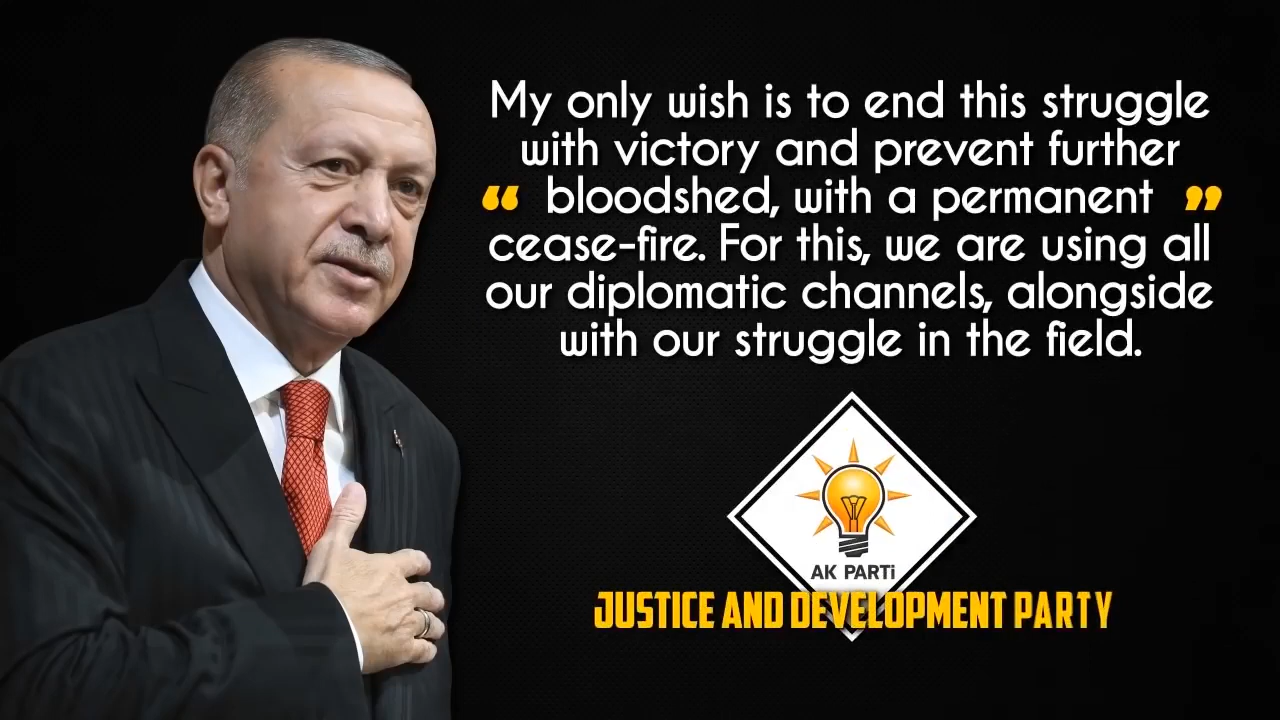 My only wish is to end this struggle
with victory and prevent further
“ bloodshed, with a permanent ”
cease-fire. For this, we are using all
our diplomatic channels, alongside
with our struggle in the field.
AK PARTi
JUSTICE AND DEVELOPMENT PARTY